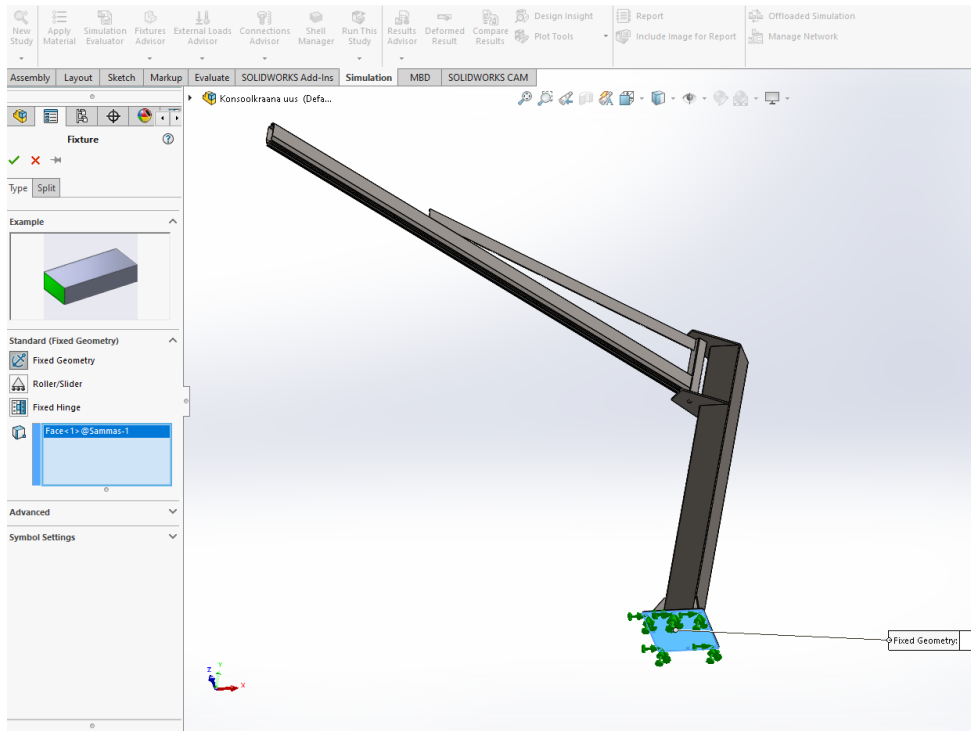 New Study
Apply Material
Simulation Evaluator
Fixtures Advisor
External Loads Advisor
Connections Advisor
Shell Manager
Run This Study
Results Advisor
Deformed Result
Compare Results
Design Insight
Plot Tools
Report
Include Image for Report
Offloaded Simulation
Manage Network
Assembly Layout Sketch Markup Evaluate SOLIDWORKS Add-Ins Simulation MBD SOLIDWORKS CAM
Konsoolkraana uus (Defa...
Fixture
Type Split
Example
Standard (Fixed Geometry)
Fixed Geometry
Roller/Slider
Fixed Hinge
Face<1>@Sammas-1
Advanced
Symbol Settings
Fixed Geometry:
Z Y X